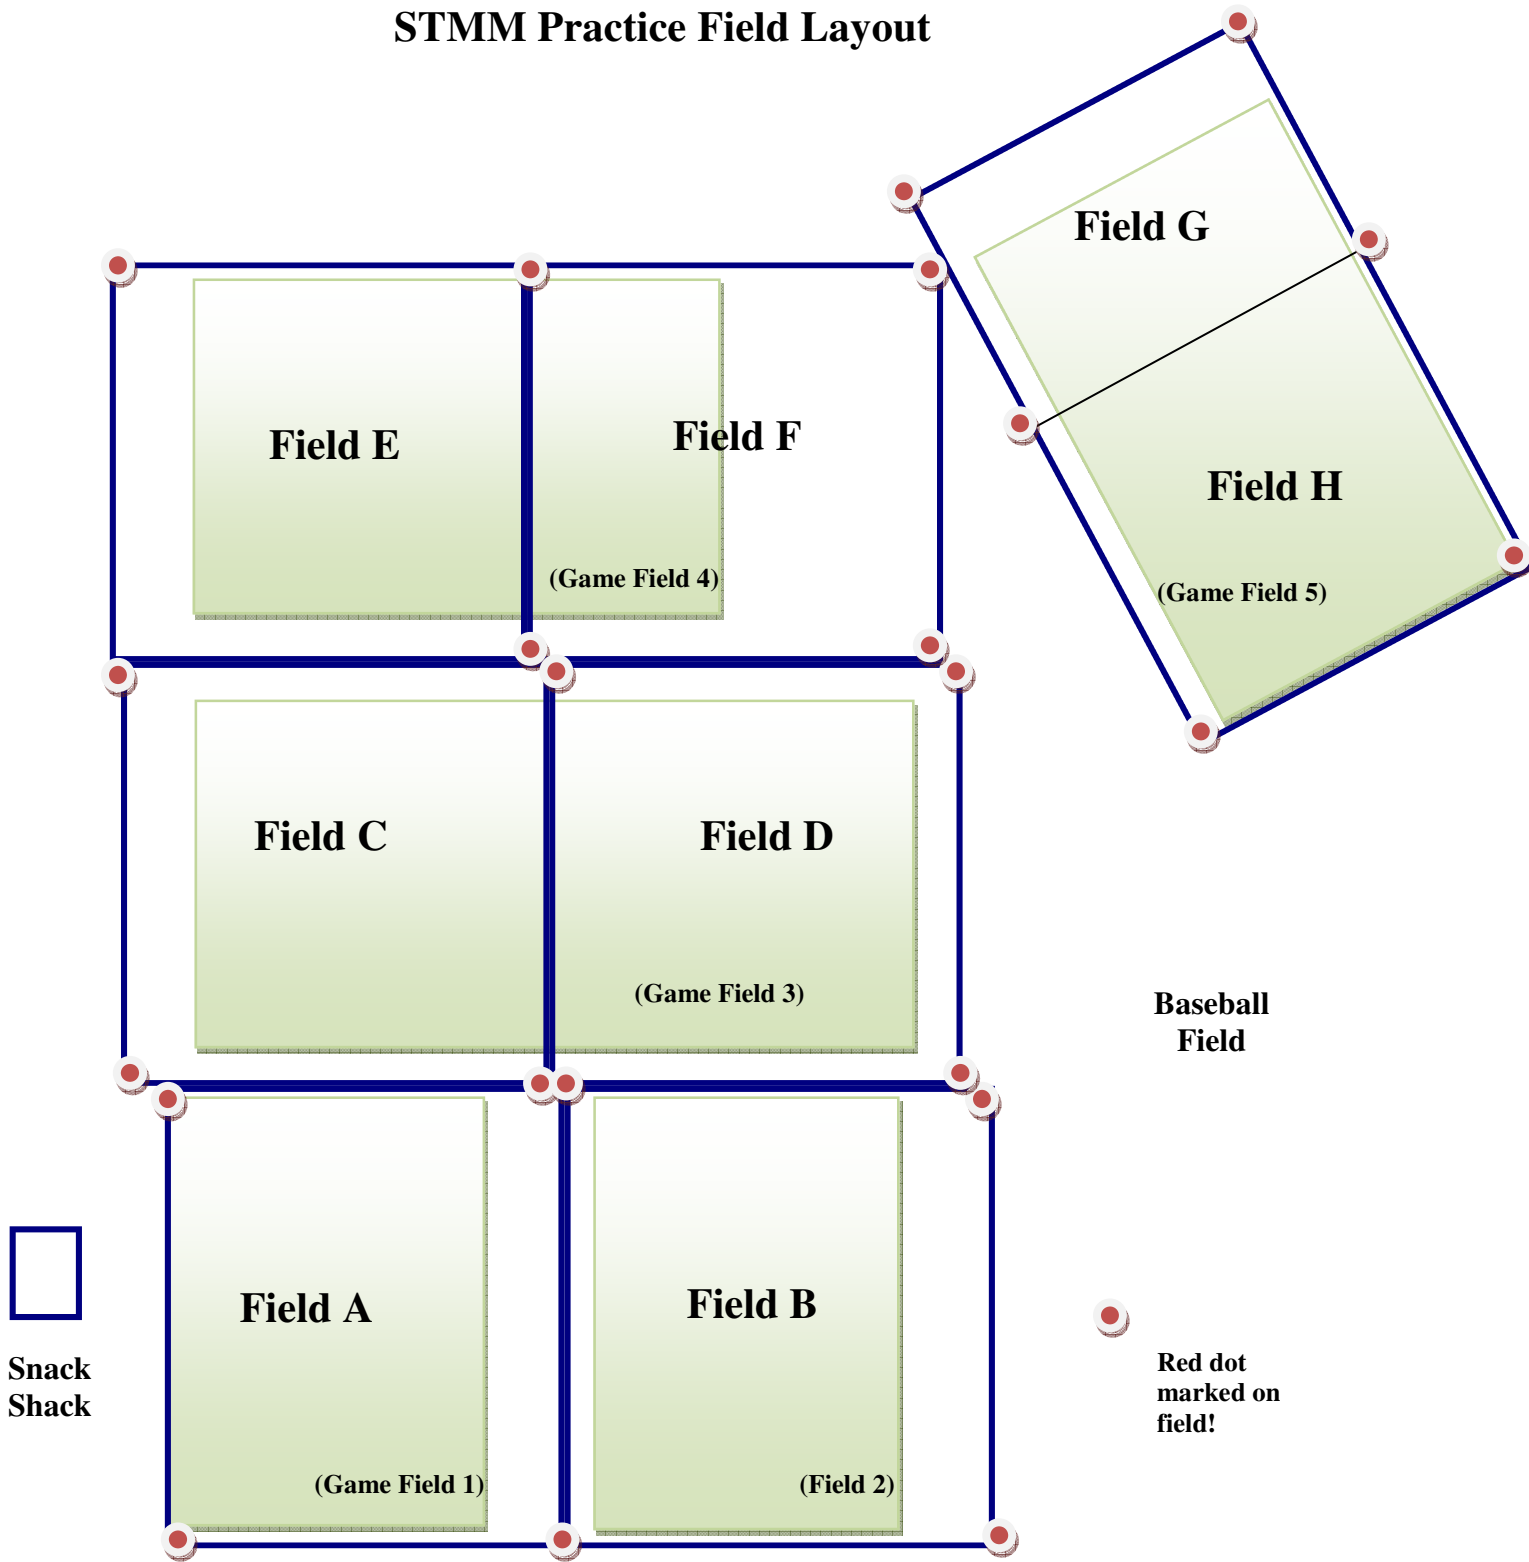 STMM Practice Field Layout
Field G
Field E
Field F
Field H
(Game Field 4)
(Game Field 5)
Field C
Field D
(Game Field 3)
Baseball
Field
Field A
Field B
Snack
Shack
Red dot
marked on
field!
(Game Field 1)
(Field 2)